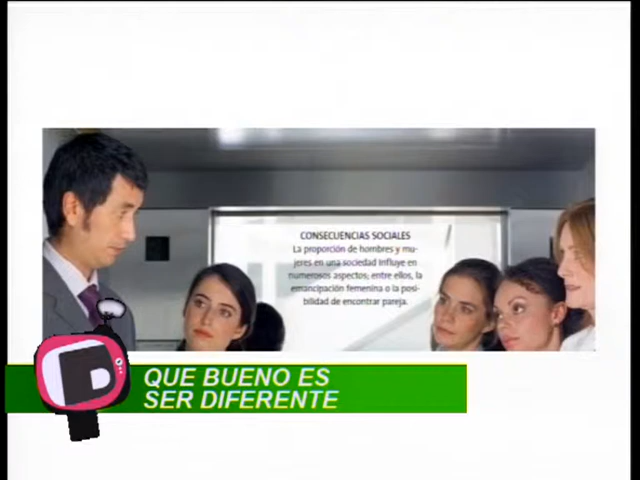 CONSECUENCIAS SOCIALES
La proporción de hombres y mu-
jeres en una sociedad influye en
numerosos aspectos; entre ellos, la
emancipación femenina o la posi-
bilidad de encontrar pareja.
QUE BUENO ES
SER DIFERENTE